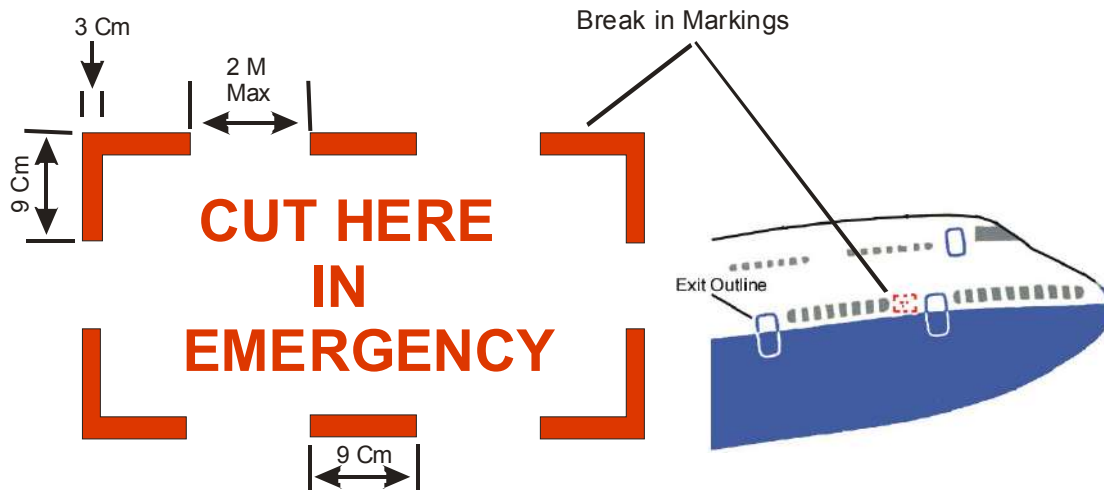 3 Cm
Break in Markings
2 M
Max
9 Cm
CUT HERE
IN
EMERGENCY
Exit Outline
9 Cm